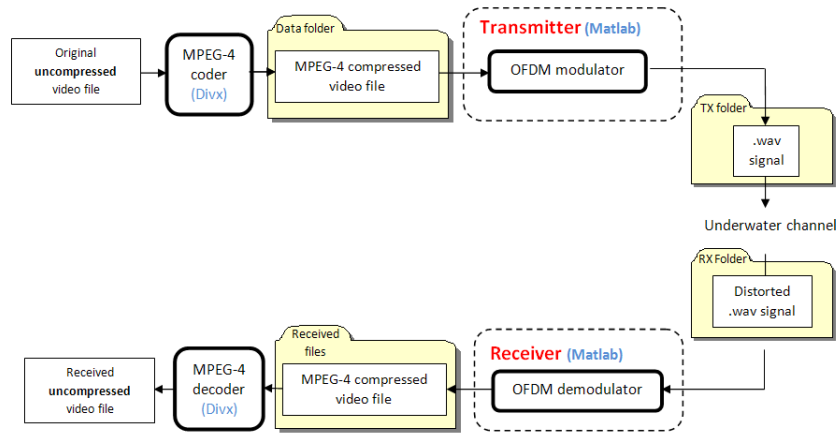 Original
uncompressed
video file
MPEG-4
coder
(Divx)
Data folder
MPEG-4 compressed
video file
Transmitter (Matlab)
OFDM modulator
TX folder
.wav
signal
Underwater channel
RX Folder
Distorted
.wav signal
Receiver (Matlab)
OFDM demodulator
Received
files
MPEG-4 compressed
video file
MPEG-4
decoder
(Divx)
Received
uncompressed
video file